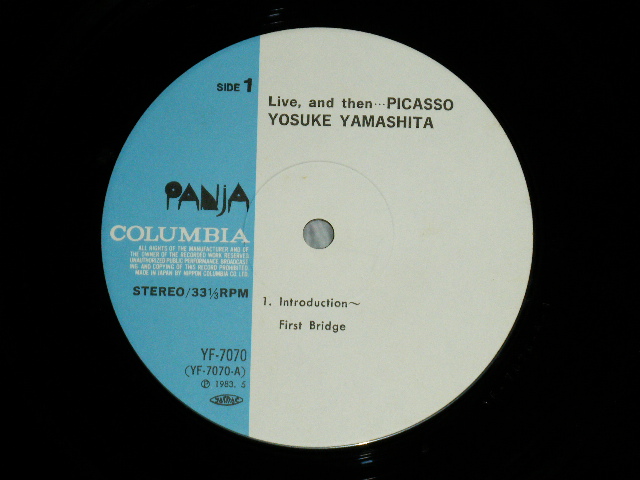 SIDE 1
Live, and then…PICASSO
YOSUKE YAMASHITA
PANJA
COLUMBIA
ALL RIGHTS OF THE MANUFACTURER AND OF
THE OWNER OF THE RECORDED WORK RESERVED
UNAUTHORIZED PUBLIC PERFORMANCE BROADCAST
ING AND COPYING OF THIS RECORD PROHIBITED.
MADE IN JAPAN BY NIPPON COLUMBIA CO. LTD.
STEREO/33⅓RPM
1. Introduction~
First Bridge
YF-7070
(YF-7070-A)
Ⓟ 1983. 5